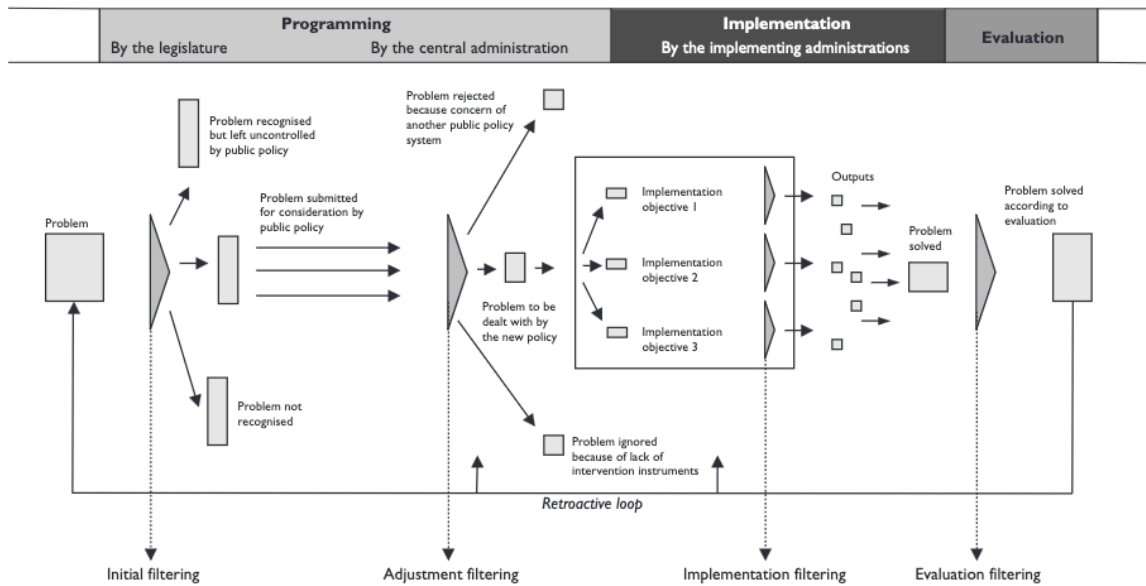 Programming
By the legislature
By the central administration
Implementation
By the implementing administrations
Evaluation
Problem
Problem recognised
but left uncontrolled
by public policy
Problem submitted
for consideration by
public policy
Problem not
recognised
Problem rejected
because concern of
another public policy
system
Problem to be
dealt with by
the new policy
Problem ignored
because of lack of
intervention instruments
Implementation
objective 1
Implementation
objective 2
Implementation
objective 3
Outputs
Problem
solved
Problem solved
according to
evaluation
Retroactive loop
Initial filtering
Adjustment filtering
Implementation filtering
Evaluation filtering